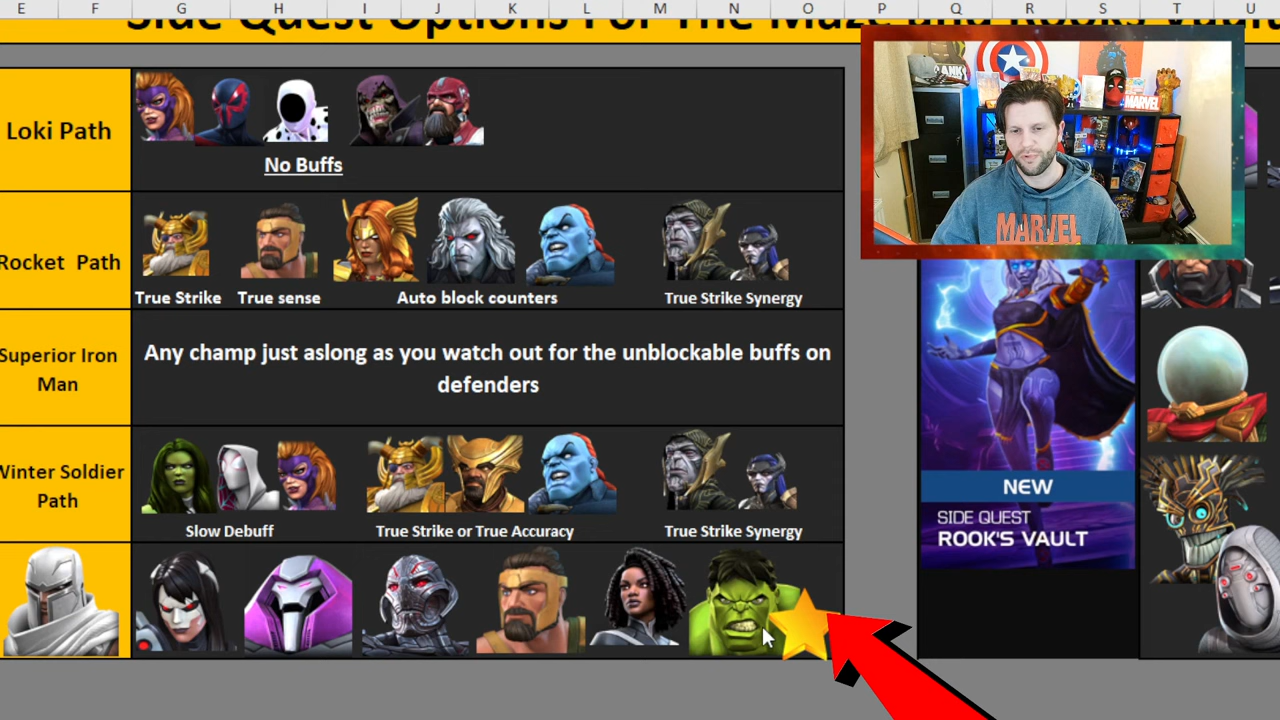 E F G H I J K L M N O P Q R S T U
Side Quest Options For The Maze and Rooks Vault
Loki Path
No Buffs
Rocket Path
True Strike True sense Auto block counters True Strike Synergy
Superior Iron
Man
Any champ just aslong as you watch out for the unblockable buffs on
defenders
Winter Soldier
Path
Slow Debuff True Strike or True Accuracy True Strike Synergy
MARVEL
MARVEL
NEW
SIDE QUEST
ROOK'S VAULT